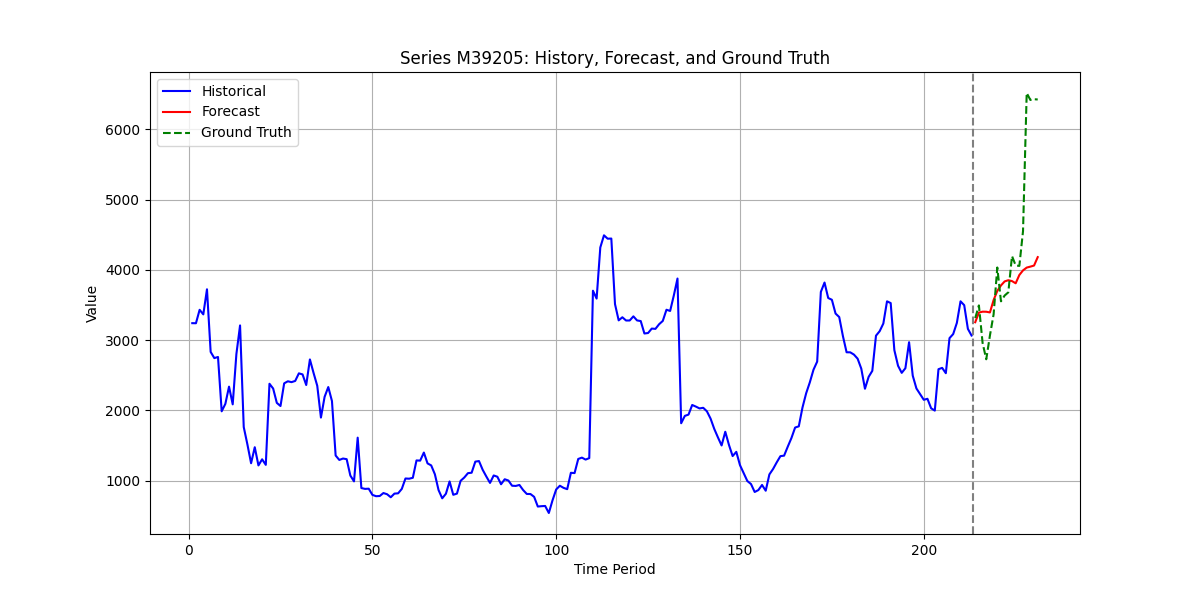 Series M39205: History, Forecast, and Ground Truth
Historical
Forecast
Ground Truth
6000
5000
4000
3000
2000
1000
Value
0
50
100
150
200
Time Period